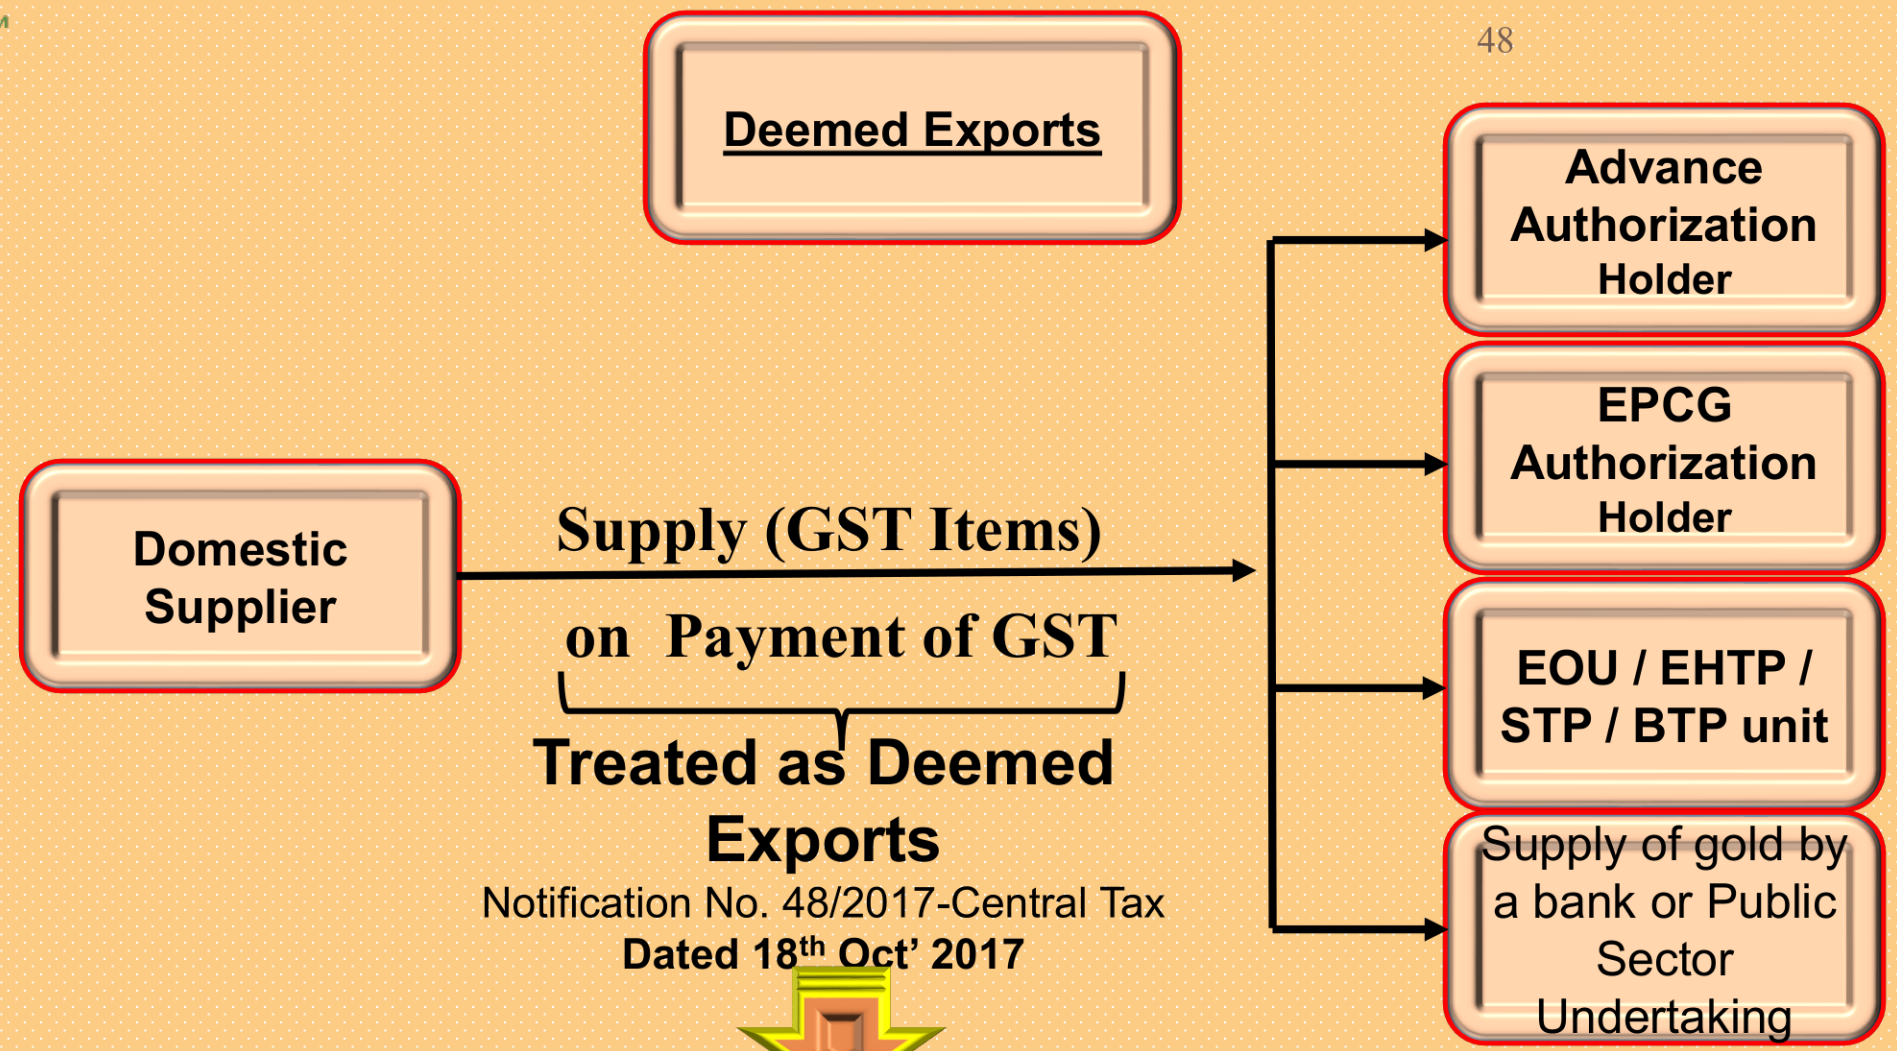 48
Deemed Exports
Advance
Authorization
Holder
EPCG
Authorization
Holder
Domestic
Supplier
Supply (GST Items)
on Payment of GST
EOU / EHTP /
STP / BTP unit
Treated as Deemed
Exports
Notification No. 48/2017-Central Tax
Dated 18th Oct’ 2017
Supply of gold by
a bank or Public
Sector
Undertaking